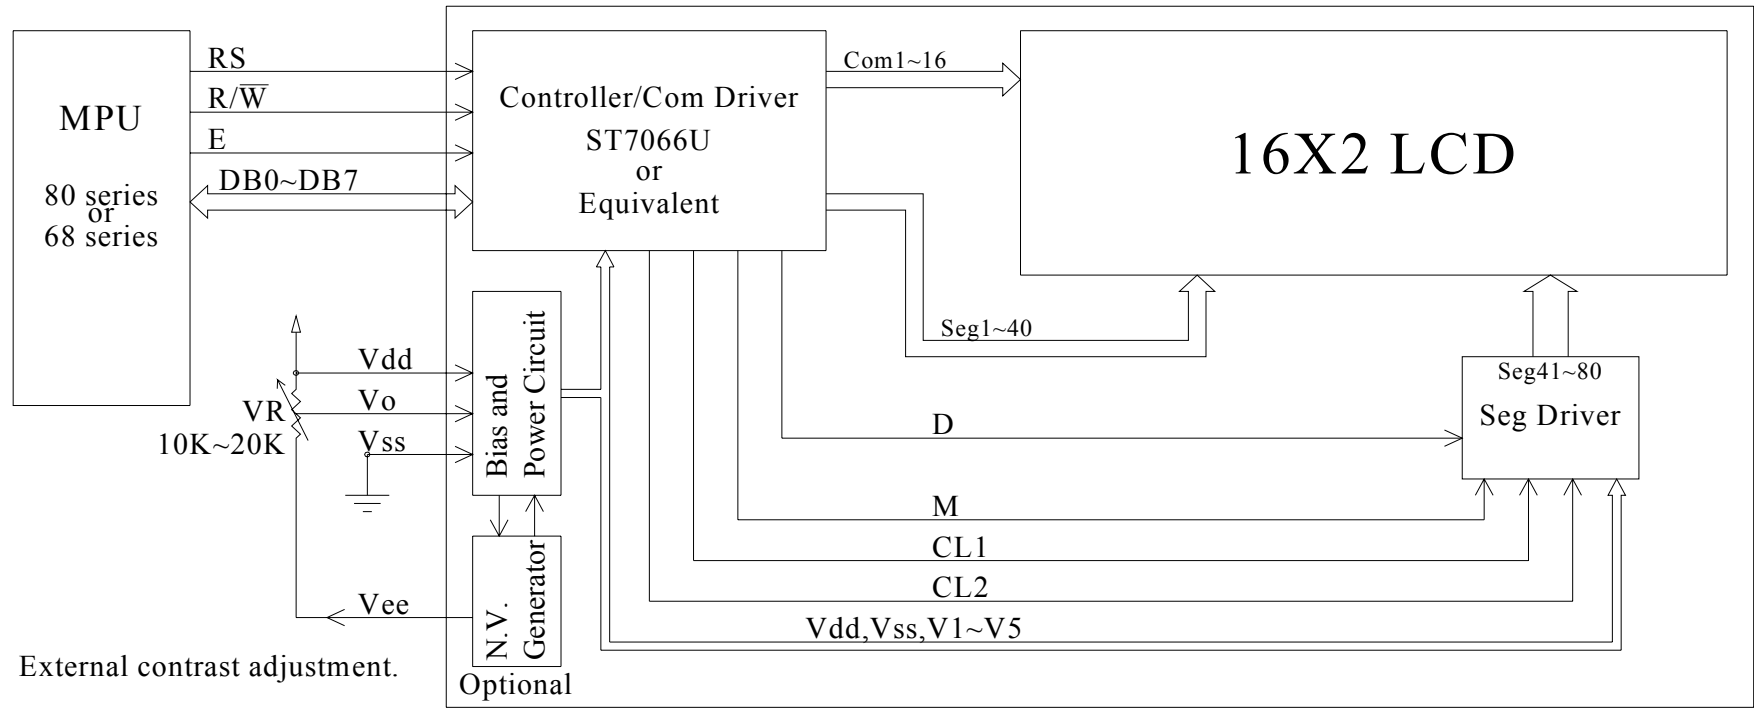 MPU
80 series
or
68 series
RS
R/W̅
E
DB0~DB7
Controller/Com Driver
ST7066U
or
Equivalent
Com1~16
16X2 LCD
Seg1~40
Seg41~80
Seg Driver
Vdd
Vo
Vss
VR
10K~20K
Bias and
Power Circuit
D
M
CL1
CL2
Vdd,Vss,V1~V5
Vee
N.V.
Generator
Optional
External contrast adjustment.